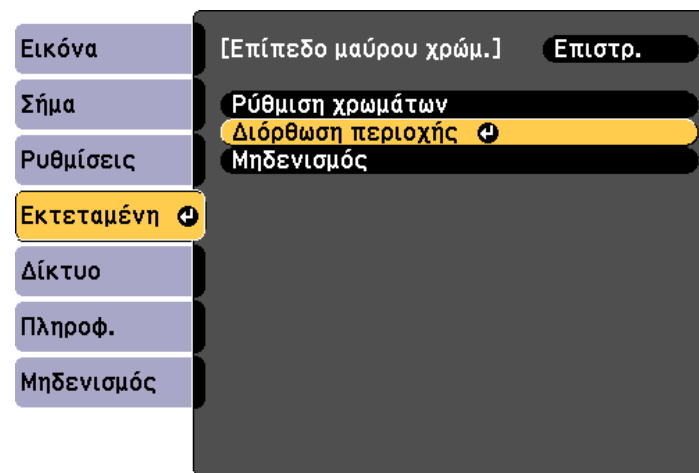 Εικόνα
Σήμα
Ρυθμίσεις
Εκτεταμένη
Δίκτυο
Πληροφ.
Μηδενισμός
[Επίπεδο μαύρου χρώμ.] Επιστρ.
Ρύθμιση χρωμάτων
Διόρθωση περιοχής
Μηδενισμός